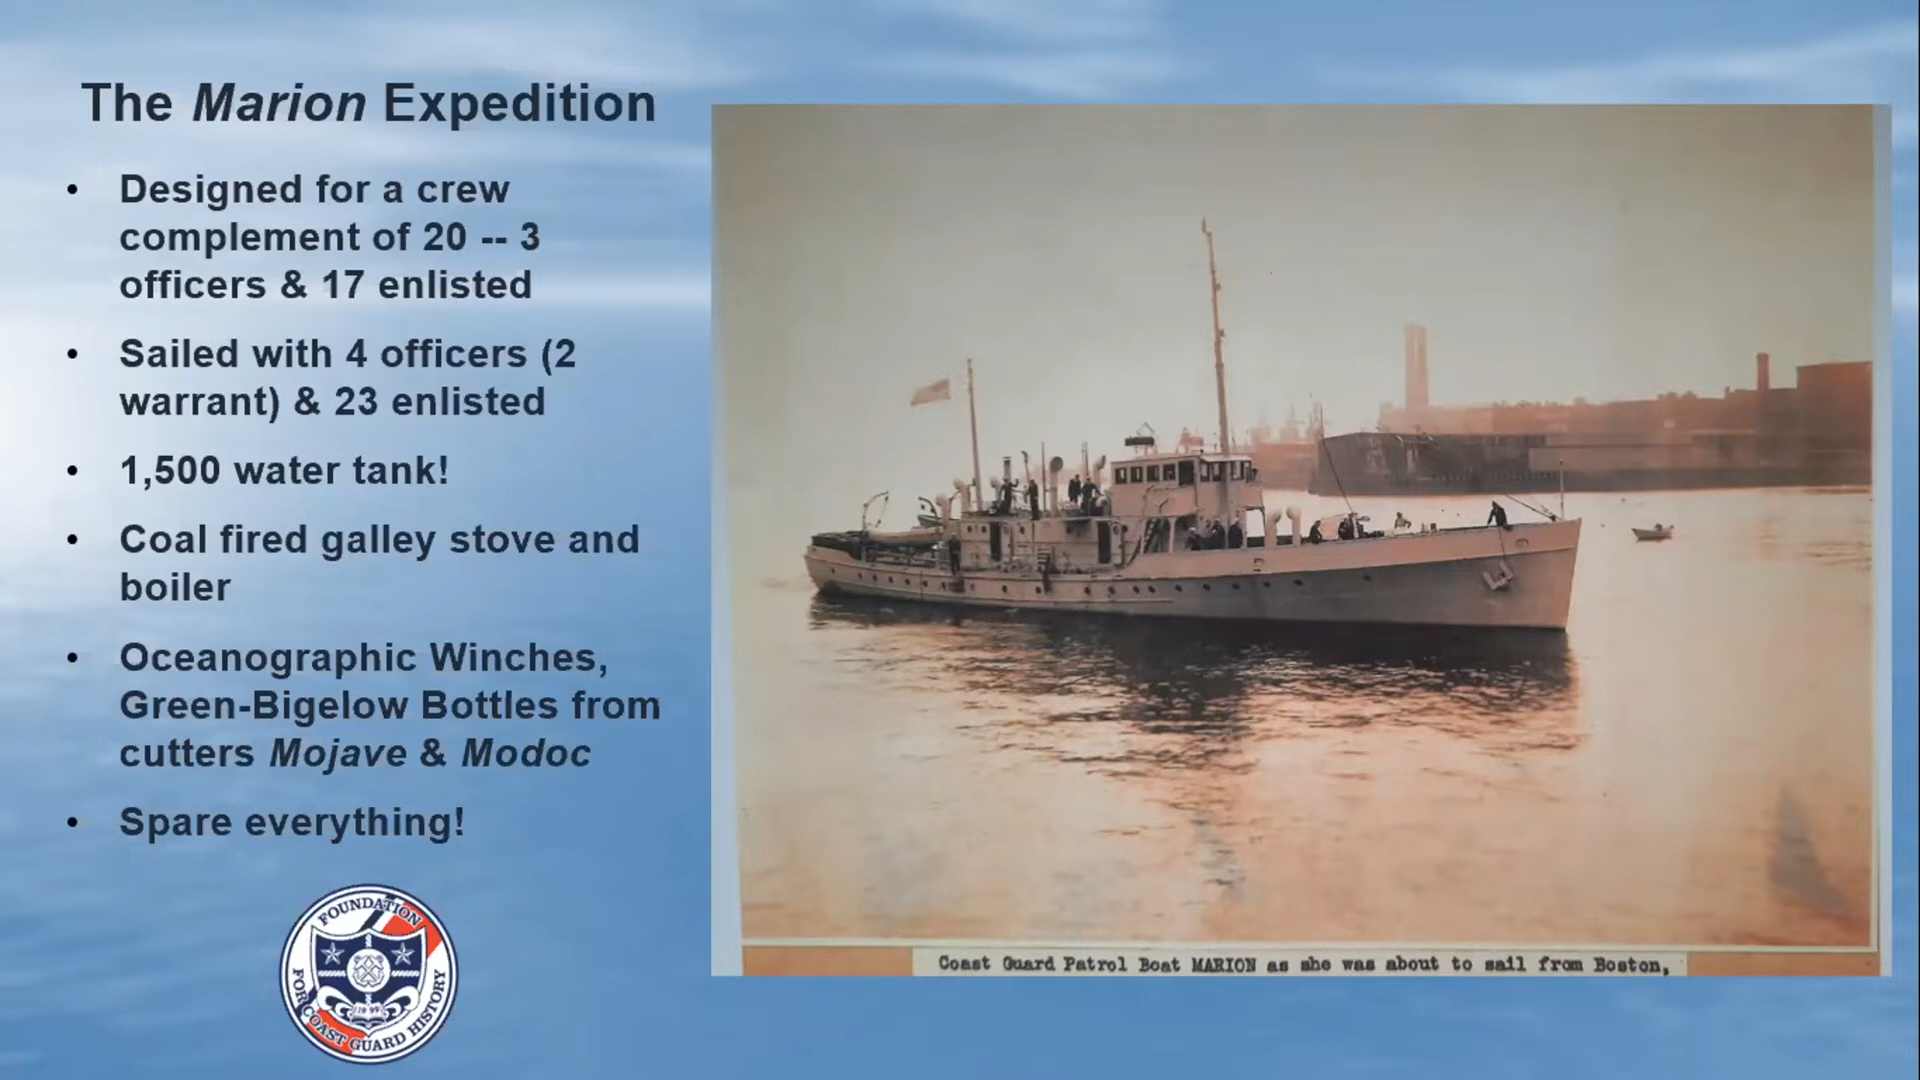 The Marion Expedition
• Designed for a crew
complement of 20 -- 3
officers & 17 enlisted
• Sailed with 4 officers (2
warrant) & 23 enlisted
• 1,500 water tank!
• Coal fired galley stove and
boiler
• Oceanographic Winches,
Green-Bigelow Bottles from
cutters Mojave & Modoc
• Spare everything!
FOUNDATION
FOR COAST GUARD HISTORY
1999
Coast Guard Patrol Boat MARION as she was about to sail from Boston,